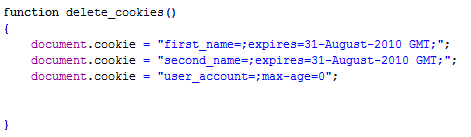 function delete_cookies()
{
document.cookie = "first_name=;expires=31-August-2010 GMT;";
document.cookie = "second_name=;expires=31-August-2010 GMT;";
document.cookie = "user_account=;max-age=0";
}